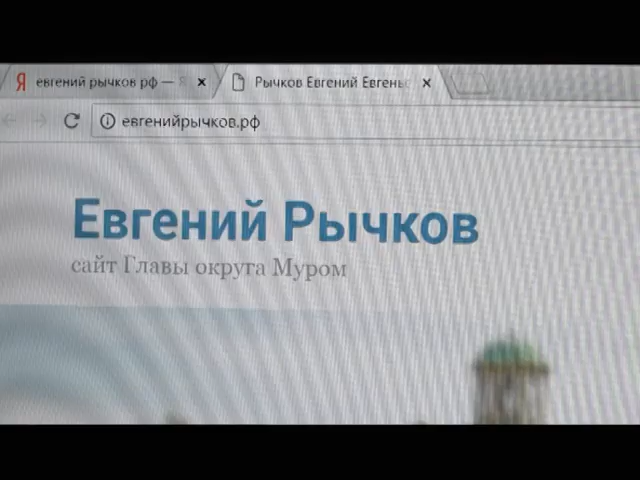 евгений рычков рф —
Рычков Евгений Евгень
евгенийрычков.рф
Евгений Рычков
сайт Главы округа Муром